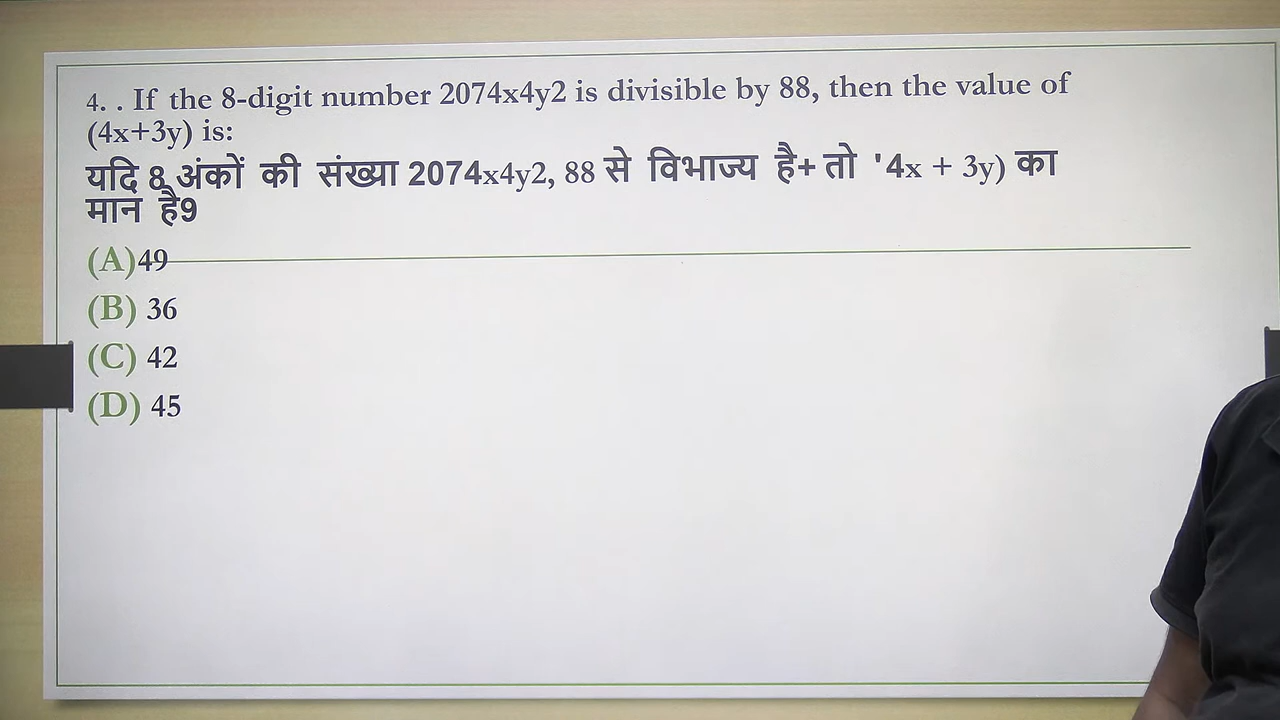 4. . If the 8-digit number 2074x4y2 is divisible by 88, then the value of
(4x+3y) is:
यदि 8 अंकों की संख्या 2074x4y2, 88 से विभाज्य है+ तो '4x + 3y) का
मान है9
(A)49
(B) 36
(C) 42
(D) 45